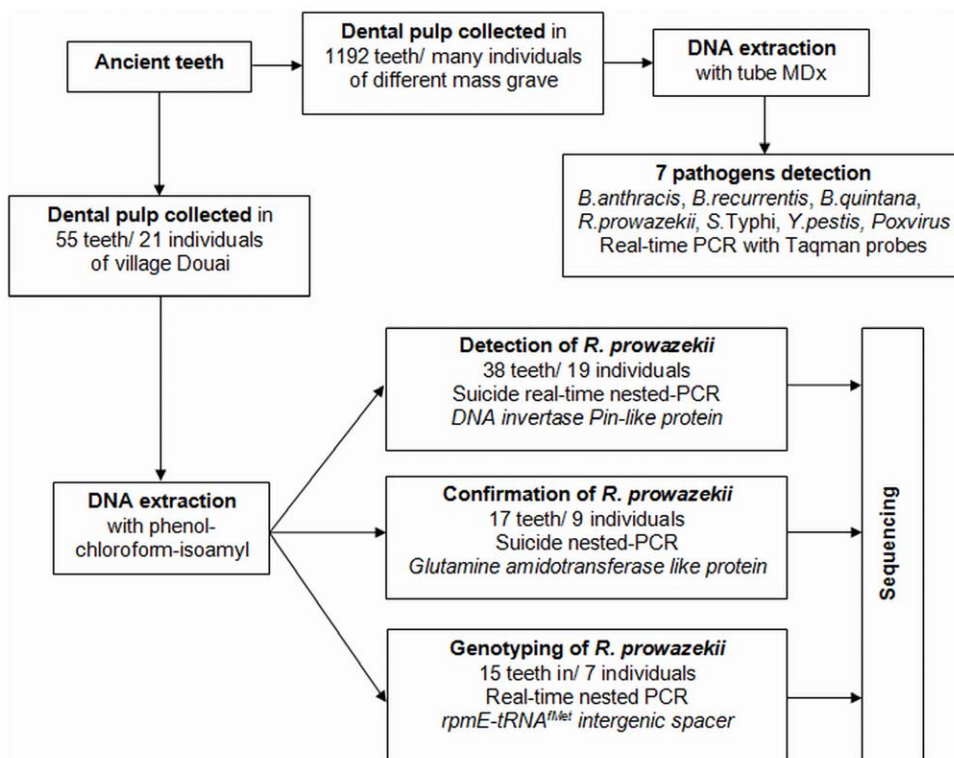 Ancient teeth
Dental pulp collected in
1192 teeth/ many individuals
of different mass grave
DNA extraction
with tube MDx
7 pathogens detection
B.anthracis, B.recurrentis, B.quintana,
R.prowazekii, S.Typhi, Y.pestis, Poxvirus
Real-time PCR with Taqman probes
Dental pulp collected in
55 teeth/ 21 individuals
of village Douai
DNA extraction
with phenol-
chloroform-isoamyl
Detection of R. prowazekii
38 teeth/ 19 individuals
Suicide real-time nested-PCR
DNA invertase Pin-like protein
Confirmation of R. prowazekii
17 teeth/ 9 individuals
Suicide nested-PCR
Glutamine amidotransferase like protein
Genotyping of R. prowazekii
15 teeth in/ 7 individuals
Real-time nested PCR
rpmE-tRNAfMet intergenic spacer
Sequencing